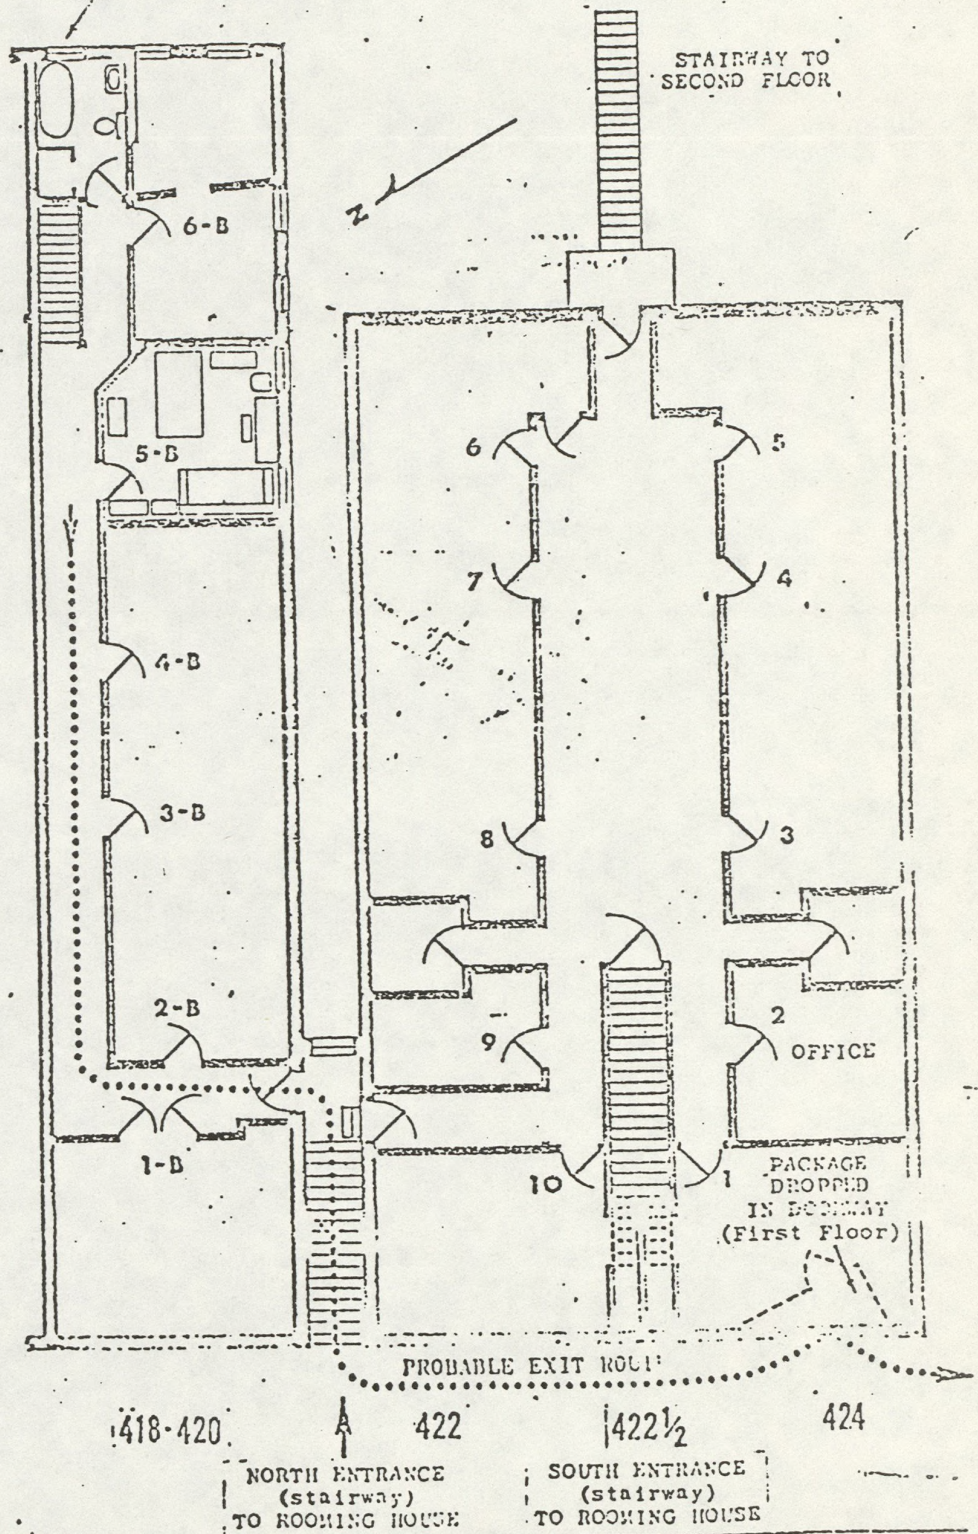 STAIRWAY TO
SECOND FLOOR
N
6-B
5-B
6
5
7
4
4-B
3-B
8
3
2-B
9
2
OFFICE
1-B
10
1
PACKAGE
DROPPED
IN DOORWAY
(First Floor)
PROBABLE EXIT ROUTE
418-420
422
422½
424
NORTH ENTRANCE
(stairway)
TO ROOMING HOUSE
SOUTH ENTRANCE
(stairway)
TO ROOMING HOUSE